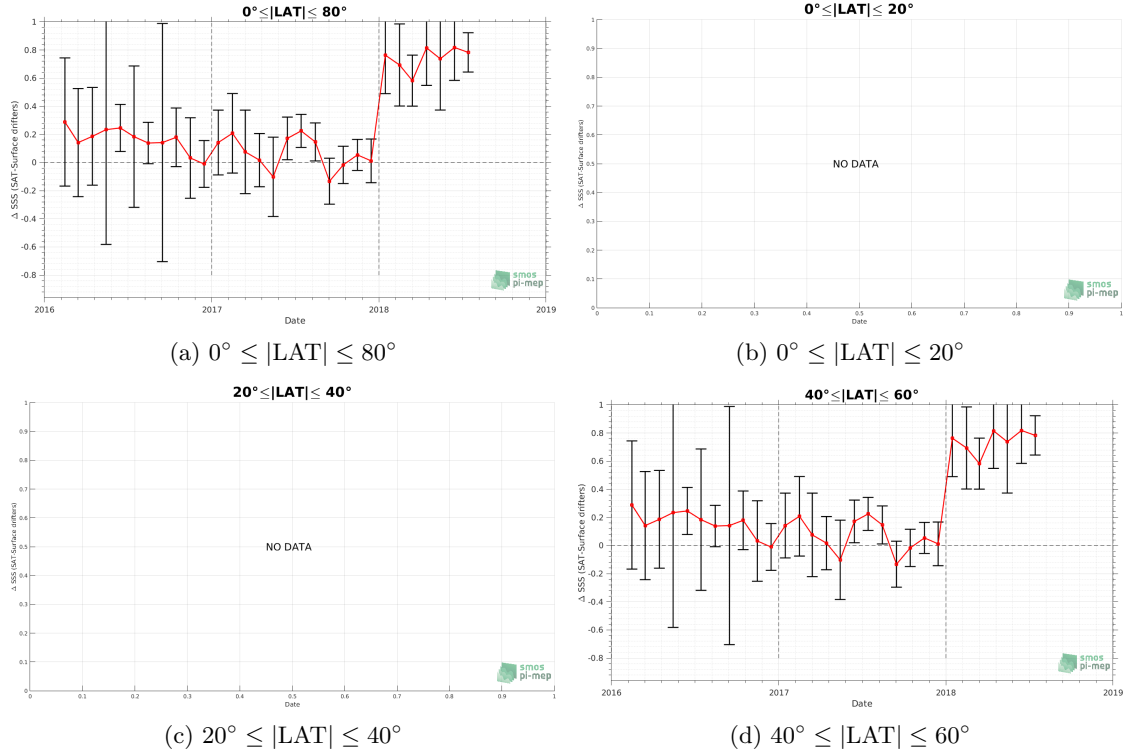 0°≤|LAT|≤ 80°
1
0.8
0.6
0.4
0.2
0
-0.2
-0.4
-0.6
-0.8
Δ SSS (SAT-Surface drifters)
2016
2017
2018
2019
Date
smos
pi-mep
(a) 0° ≤ |LAT| ≤ 80°
0°≤|LAT|≤ 20°
1
0.9
0.8
0.7
0.6
0.5
0.4
0.3
0.2
0.1
0
Δ SSS (SAT-Surface drifters)
NO DATA
0 0.1 0.2 0.3 0.4 0.5 0.6 0.7 0.8 0.9 1
Date
smos
pi-mep
(b) 0° ≤ |LAT| ≤ 20°
20°≤|LAT|≤ 40°
1
0.9
0.8
0.7
0.6
0.5
0.4
0.3
0.2
0.1
0
Δ SSS (SAT-Surface drifters)
NO DATA
0 0.1 0.2 0.3 0.4 0.5 0.6 0.7 0.8 0.9 1
Date
smos
pi-mep
(c) 20° ≤ |LAT| ≤ 40°
40°≤|LAT|≤ 60°
1
0.8
0.6
0.4
0.2
0
-0.2
-0.4
-0.6
-0.8
Δ SSS (SAT-Surface drifters)
2016
2017
2018
2019
Date
smos
pi-mep
(d) 40° ≤ |LAT| ≤ 60°